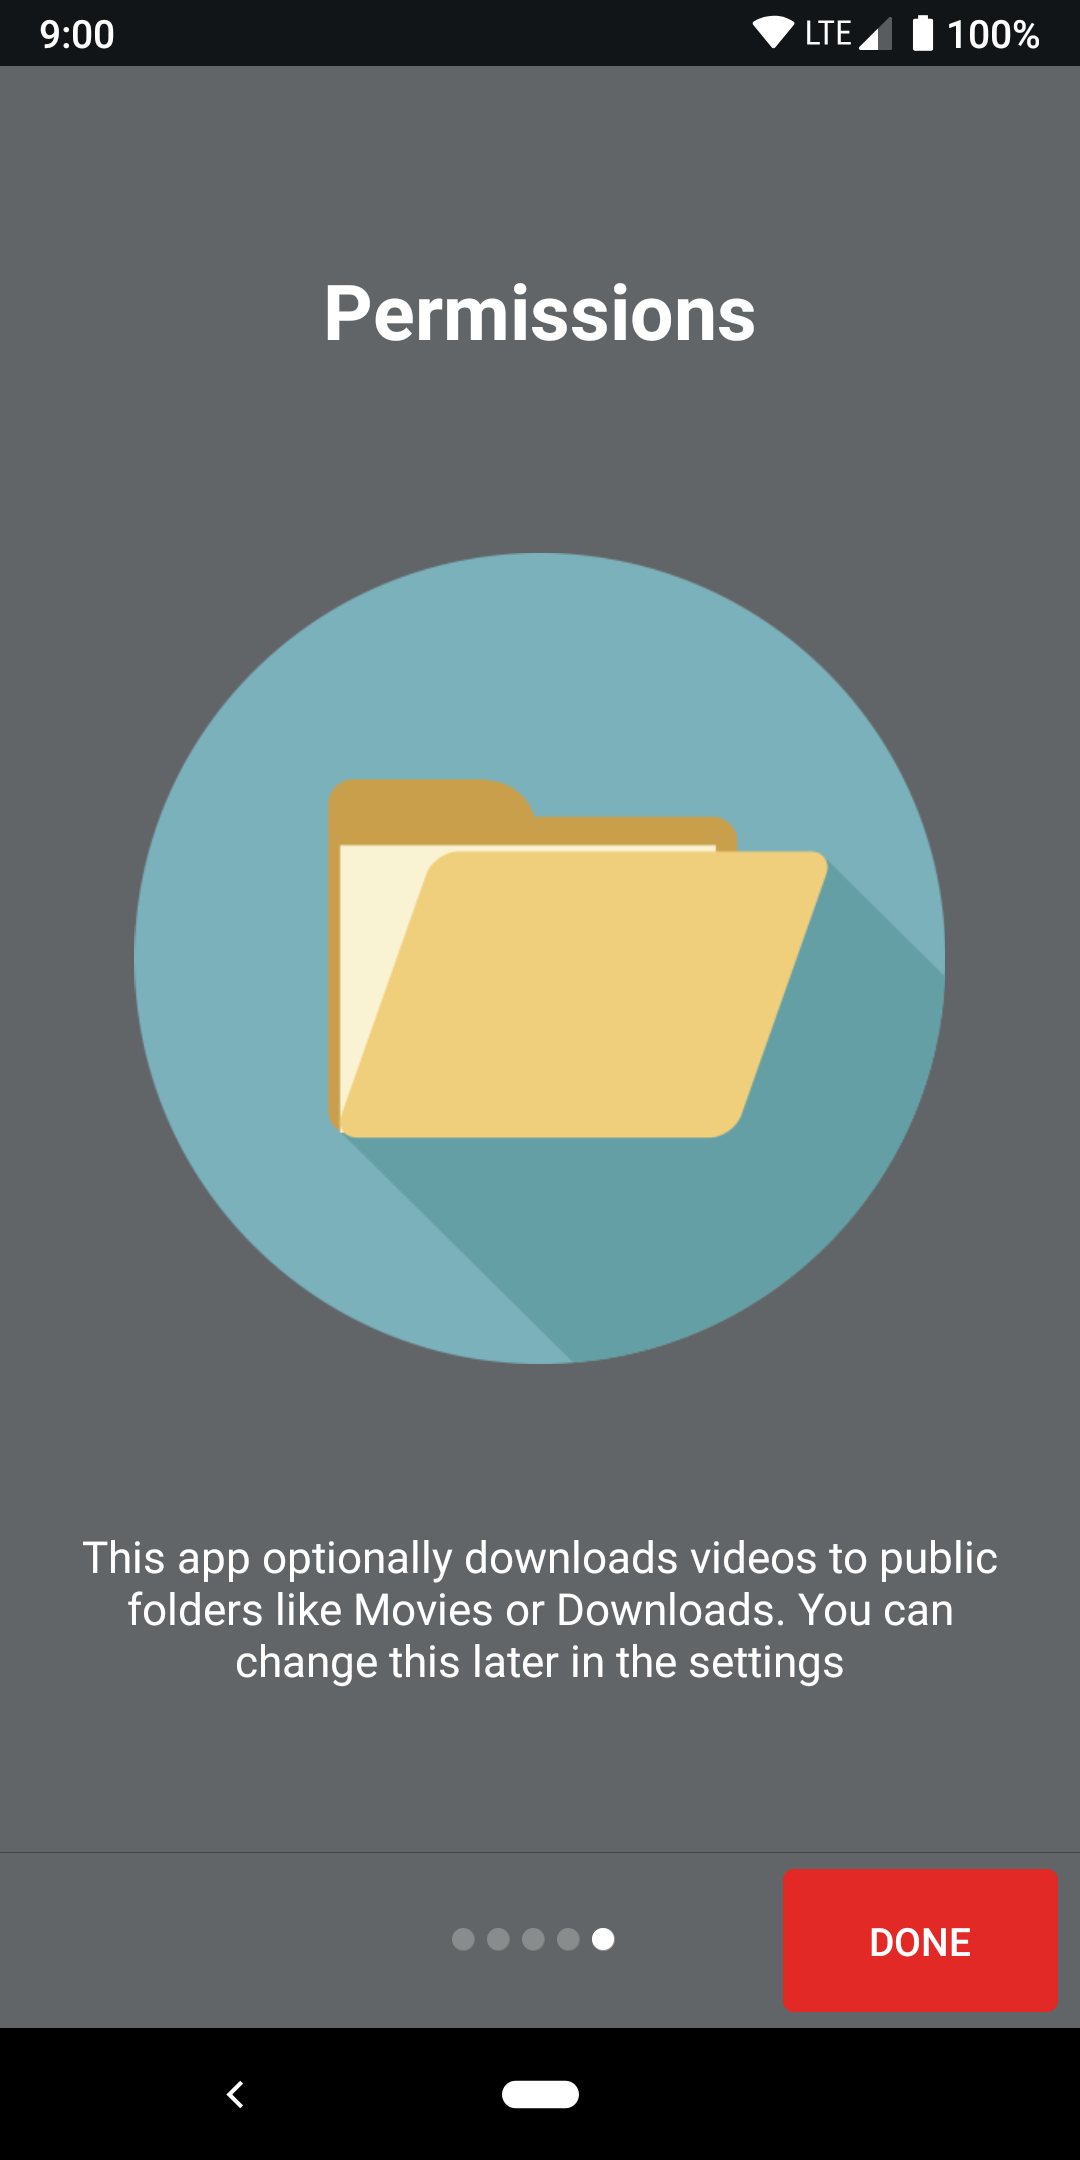 9:00 LTE 100%
Permissions
This app optionally downloads videos to public
folders like Movies or Downloads. You can
change this later in the settings
DONE